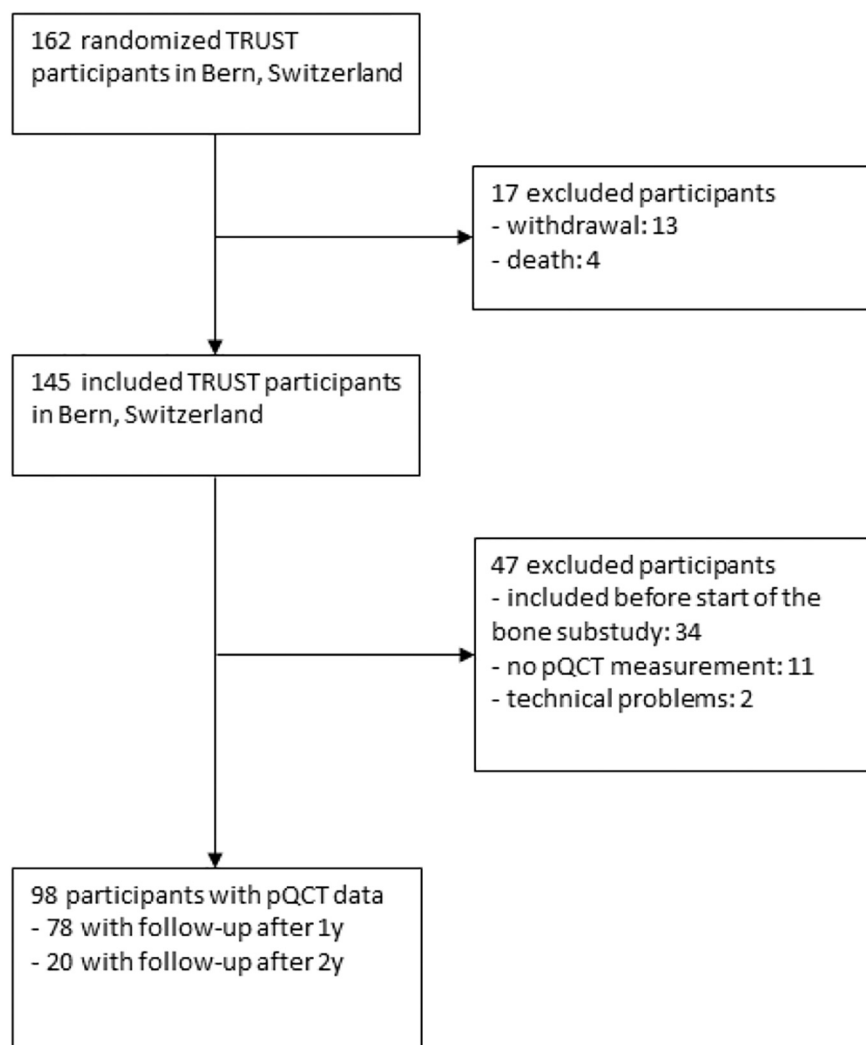 162 randomized TRUST
participants in Bern, Switzerland
17 excluded participants
- withdrawal: 13
- death: 4
145 included TRUST participants
in Bern, Switzerland
47 excluded participants
- included before start of the
bone substudy: 34
- no pQCT measurement: 11
- technical problems: 2
98 participants with pQCT data
- 78 with follow-up after 1y
- 20 with follow-up after 2y